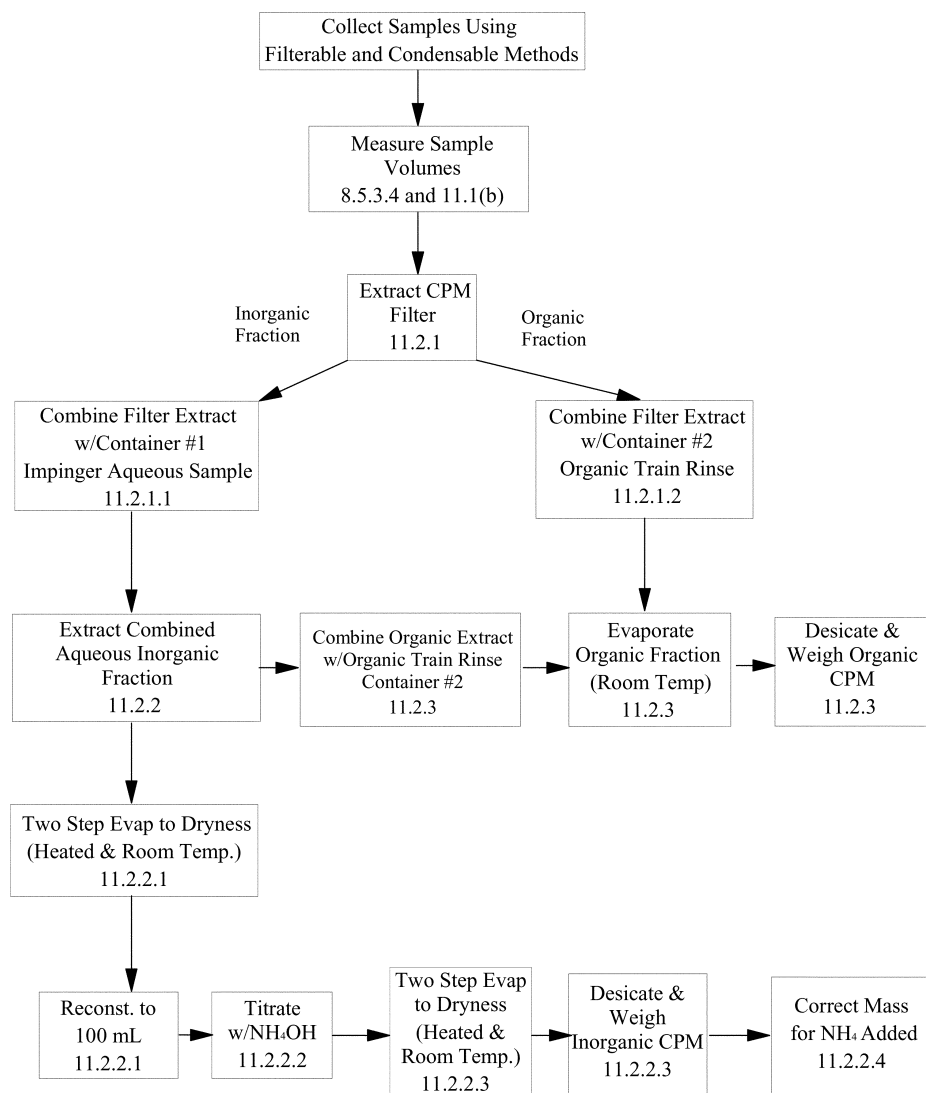 Collect Samples Using
Filterable and Condensable Methods
Measure Sample
Volumes
8.5.3.4 and 11.1(b)
Extract CPM
Filter
11.2.1
Inorganic
Fraction
Organic
Fraction
Combine Filter Extract
w/Container #1
Impinger Aqueous Sample
11.2.1.1
Combine Filter Extract
w/Container #2
Organic Train Rinse
11.2.1.2
Extract Combined
Aqueous Inorganic
Fraction
11.2.2
Combine Organic Extract
w/Organic Train Rinse
Container #2
11.2.3
Evaporate
Organic Fraction
(Room Temp)
11.2.3
Desicate &
Weigh Organic
CPM
11.2.3
Two Step Evap to Dryness
(Heated & Room Temp.)
11.2.2.1
Reconst. to
100 mL
11.2.2.1
Titrate
w/NH₄OH
11.2.2.2
Two Step Evap
to Dryness
(Heated &
Room Temp.)
11.2.2.3
Desicate &
Weigh
Inorganic CPM
11.2.2.3
Correct Mass
for NH₄ Added
11.2.2.4